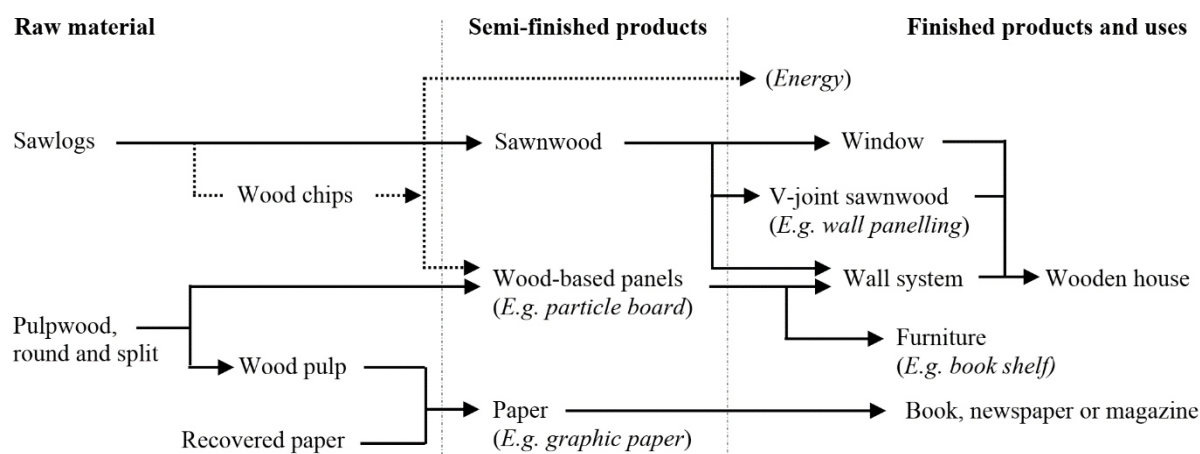 Raw material
Semi-finished products
Finished products and uses
(Energy)
Sawlogs
Sawnwood
Window
Wood chips
V-joint sawnwood
(E.g. wall panelling)
Wood-based panels
(E.g. particle board)
Wall system
Wooden house
Pulpwood,
round and split
Furniture
(E.g. book shelf)
Wood pulp
Paper
(E.g. graphic paper)
Book, newspaper or magazine
Recovered paper